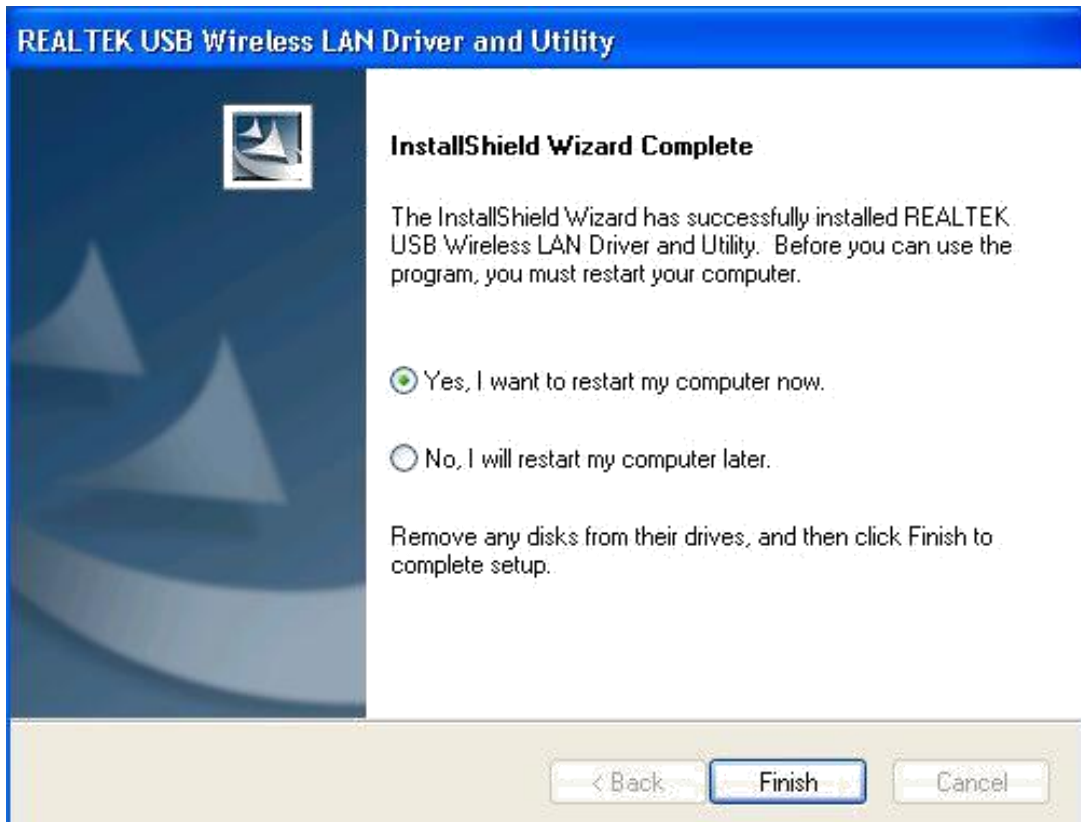 REALTEK USB Wireless LAN Driver and Utility
InstallShield Wizard Complete
The InstallShield Wizard has successfully installed REALTEK
USB Wireless LAN Driver and Utility.  Before you can use the
program, you must restart your computer.
Yes, I want to restart my computer now.
No, I will restart my computer later.
Remove any disks from their drives, and then click Finish to
complete setup.
< Back Finish Cancel